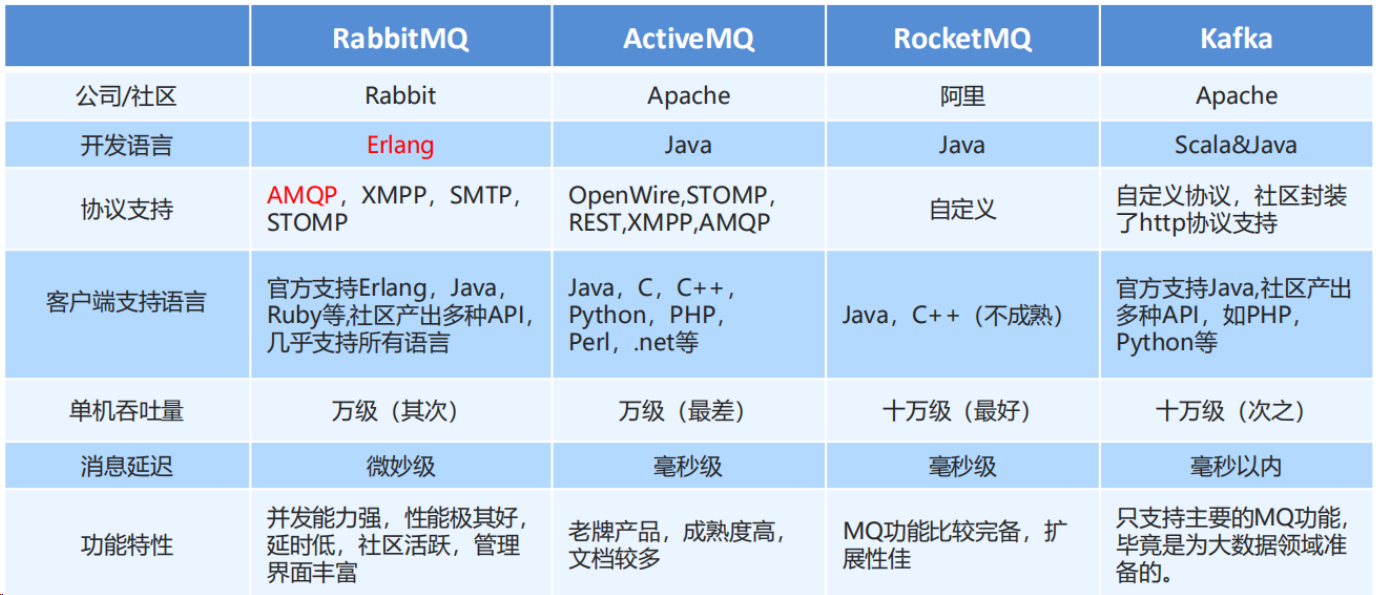 RabbitMQ ActiveMQ RocketMQ Kafka
公司/社区 Rabbit Apache 阿里 Apache
开发语言 Erlang Java Java Scala&Java
协议支持
AMQP，XMPP，SMTP，
STOMP
OpenWire,STOMP，
REST,XMPP,AMQP
自定义
自定义协议，社区封装
了http协议支持
客户端支持语言
官方支持Erlang，Java，
Ruby等,社区产出多种API，
几乎支持所有语言
Java，C，C++，
Python，PHP，
Perl，.net等
Java，C++（不成熟）
官方支持Java,社区产出
多种API，如PHP，
Python等
单机吞吐量 万级（其次） 万级（最差） 十万级（最好） 十万级（次之）
消息延迟 微妙级 毫秒级 毫秒级 毫秒以内
功能特性
并发能力强，性能极其好，
延时低，社区活跃，管理
界面丰富
老牌产品，成熟度高，
文档较多
MQ功能比较完备，扩
展性佳
只支持主要的MQ功能，
毕竟是为大数据领域准
备的。